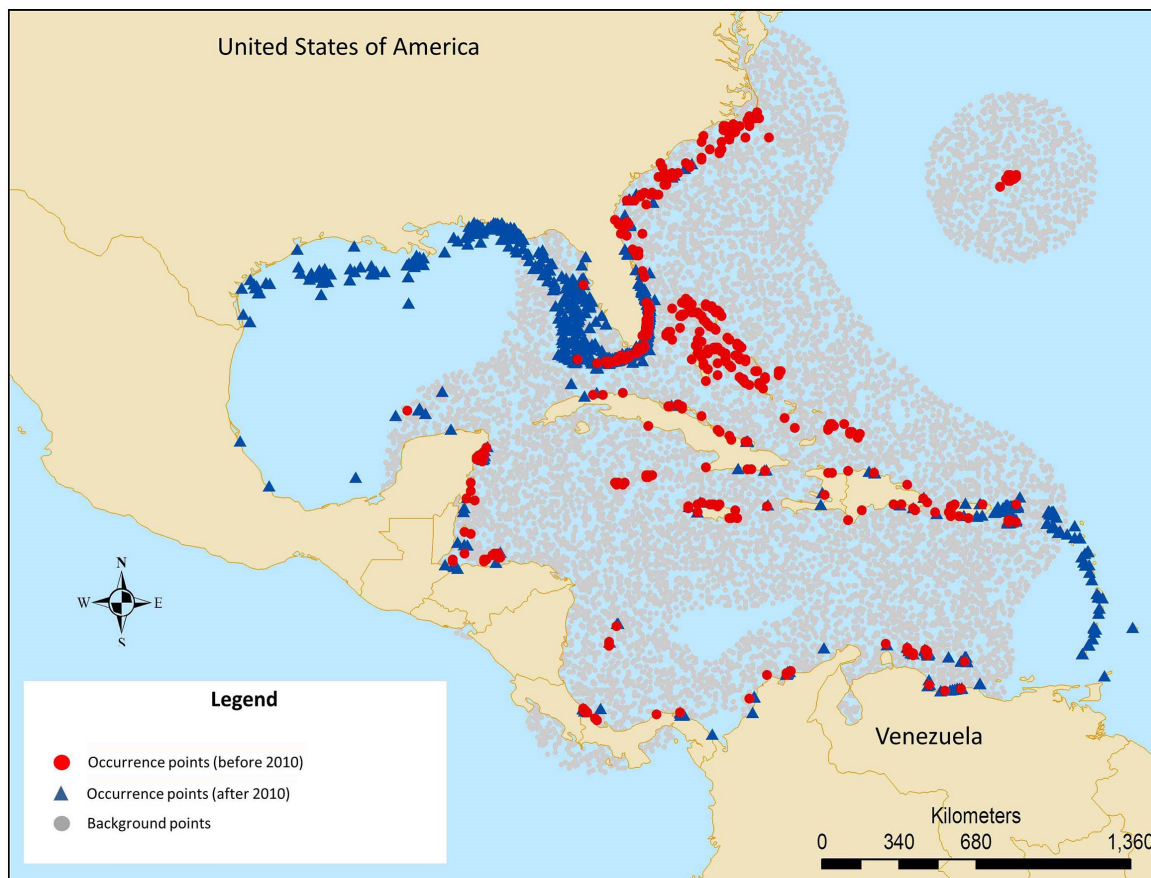 United States of America
N
W
E
S
Legend
Occurrence points (before 2010)
Occurrence points (after 2010)
Background points
Venezuela
Kilometers
0 340 680 1,360